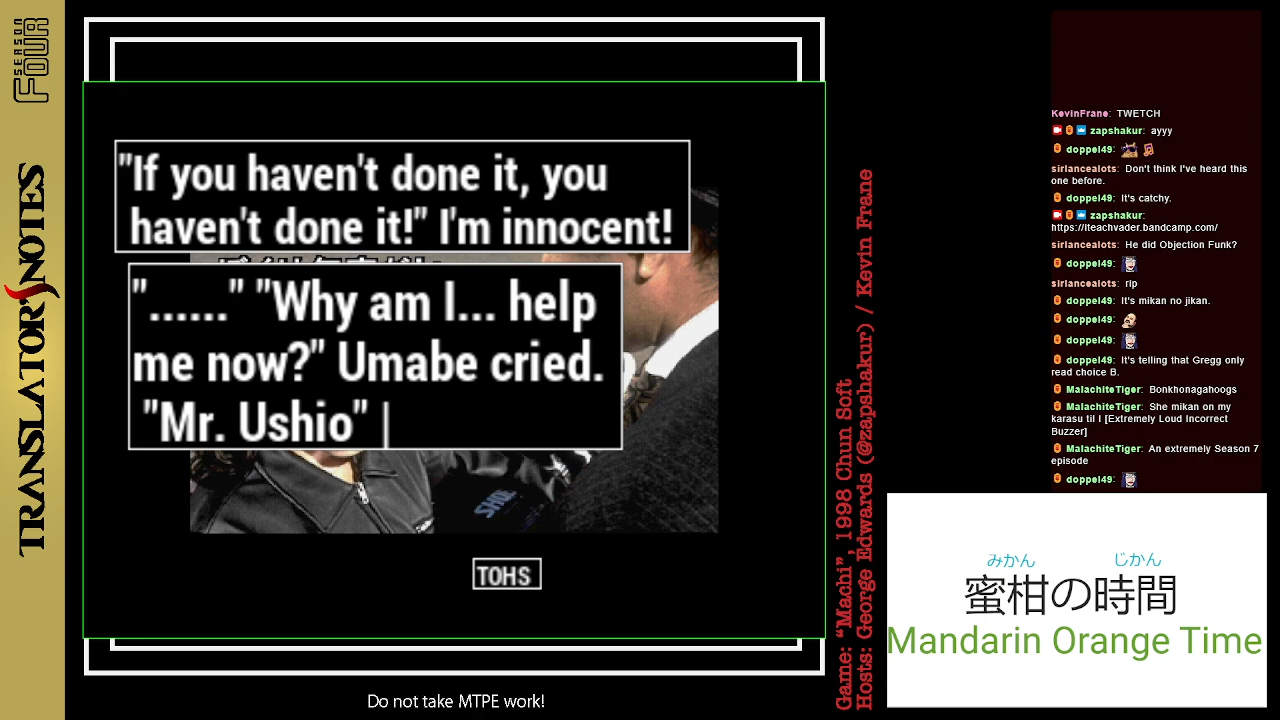 SEASON
FOUR
TRANSLATOR'S NOTES
"If you haven't done it, you
haven't done it!" I'm innocent!
"......" "Why am I... help
me now?" Umabe cried.
"Mr. Ushio" |
TOHS
Do not take MTPE work!
Game: "Machi", 1998 Chun Soft
Hosts: George Edwards (@zapshakur) / Kevin Frane
KevinFrane: TWETCH
zapshakur: ayyy
doppel49:
sirlancealots: Don't think I've heard this
one before.
doppel49: It's catchy.
zapshakur:
https://lteachvader.bandcamp.com/
sirlancealots: He did Objection Funk?
doppel49:
sirlancealots: rip
doppel49: It's mikan no jikan.
doppel49:
doppel49:
doppel49: It's telling that Gregg only
read choice B.
MalachiteTiger: Bonkhonagahoogs
MalachiteTiger: She mikan on my
karasu til I [Extremely Loud Incorrect
Buzzer]
MalachiteTiger: An extremely Season 7
episode
doppel49:
みかん じかん
蜜柑の時間
Mandarin Orange Time